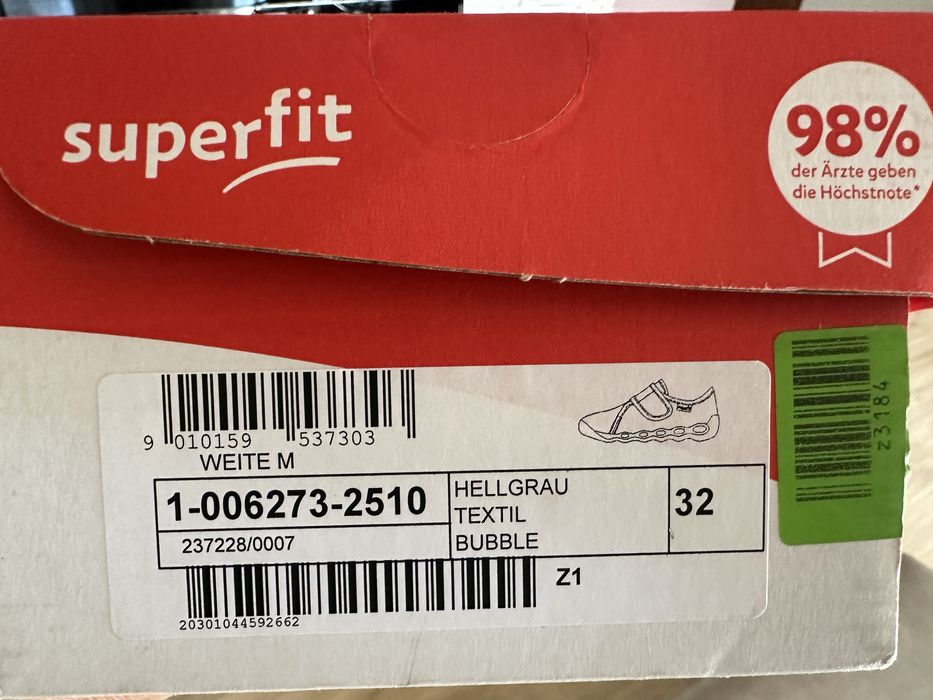 superfit
98%
der Ärzte geben
die Höchstnote*
9 010159 537303
WEITE M
1-006273-2510
HELLGRAU
TEXTIL
BUBBLE
32
237228/0007
Z1
20301044592662
z3184